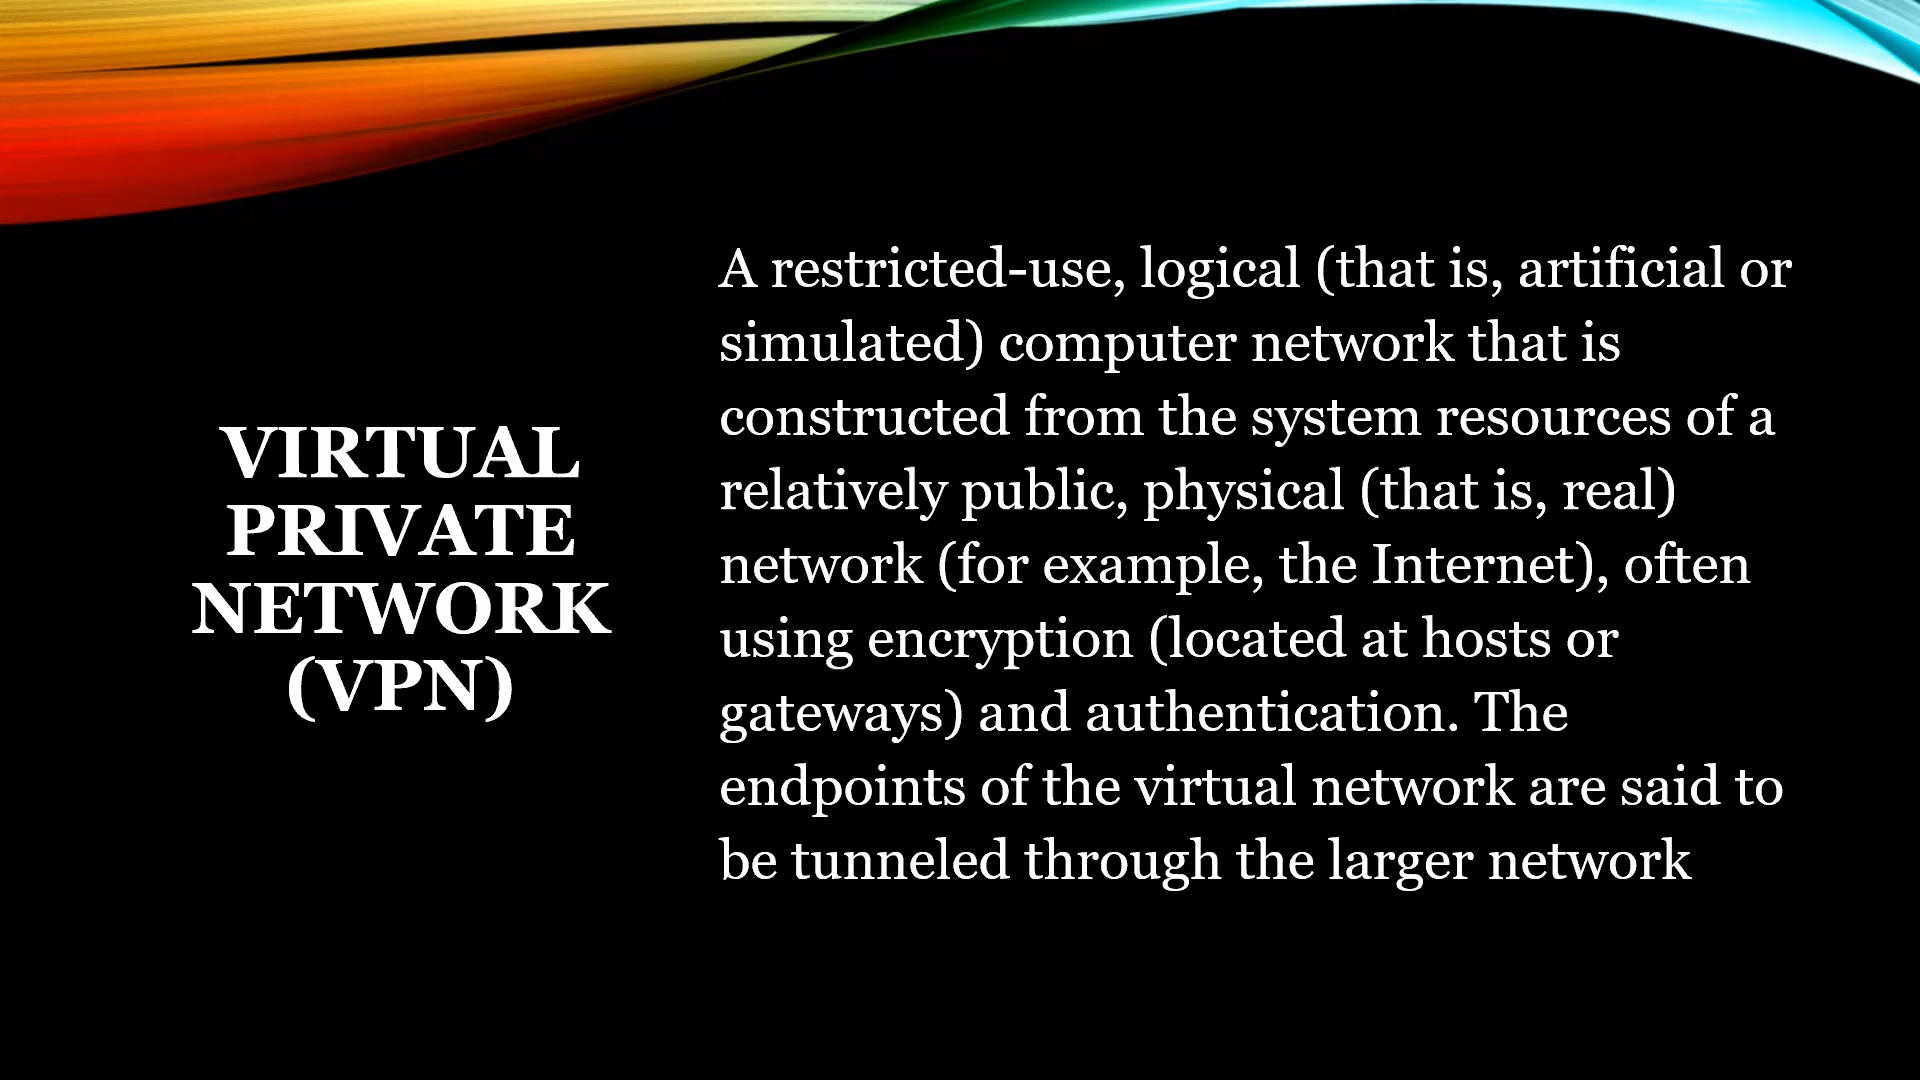 VIRTUAL
PRIVATE
NETWORK
(VPN)
A restricted-use, logical (that is, artificial or
simulated) computer network that is
constructed from the system resources of a
relatively public, physical (that is, real)
network (for example, the Internet), often
using encryption (located at hosts or
gateways) and authentication. The
endpoints of the virtual network are said to
be tunneled through the larger network